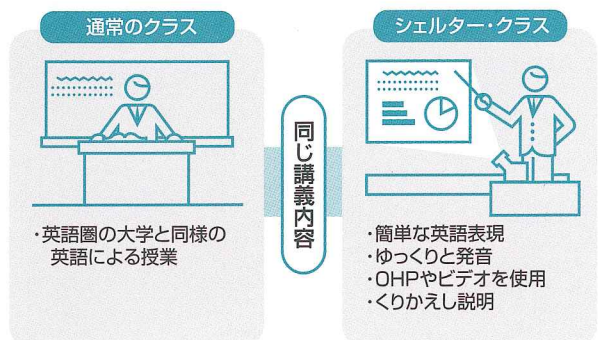 通常のクラス
・英語圏の大学と同様の
英語による授業
同じ講義内容
シェルター・クラス
・簡単な英語表現
・ゆっくりと発音
・OHPやビデオを使用
・くりかえし説明